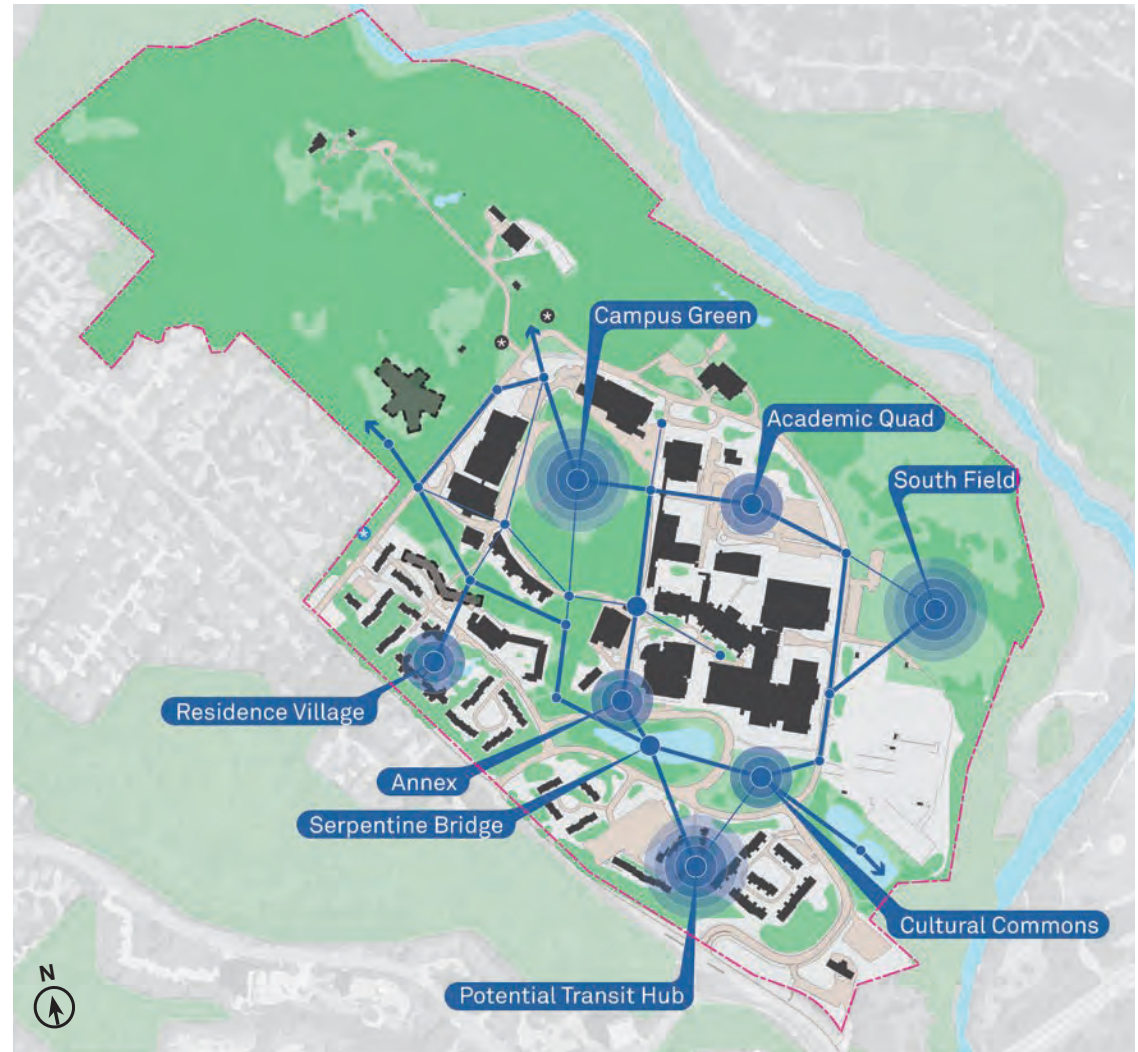 Campus Green
Academic Quad
South Field
Residence Village
Annex
Serpentine Bridge
Cultural Commons
Potential Transit Hub
N